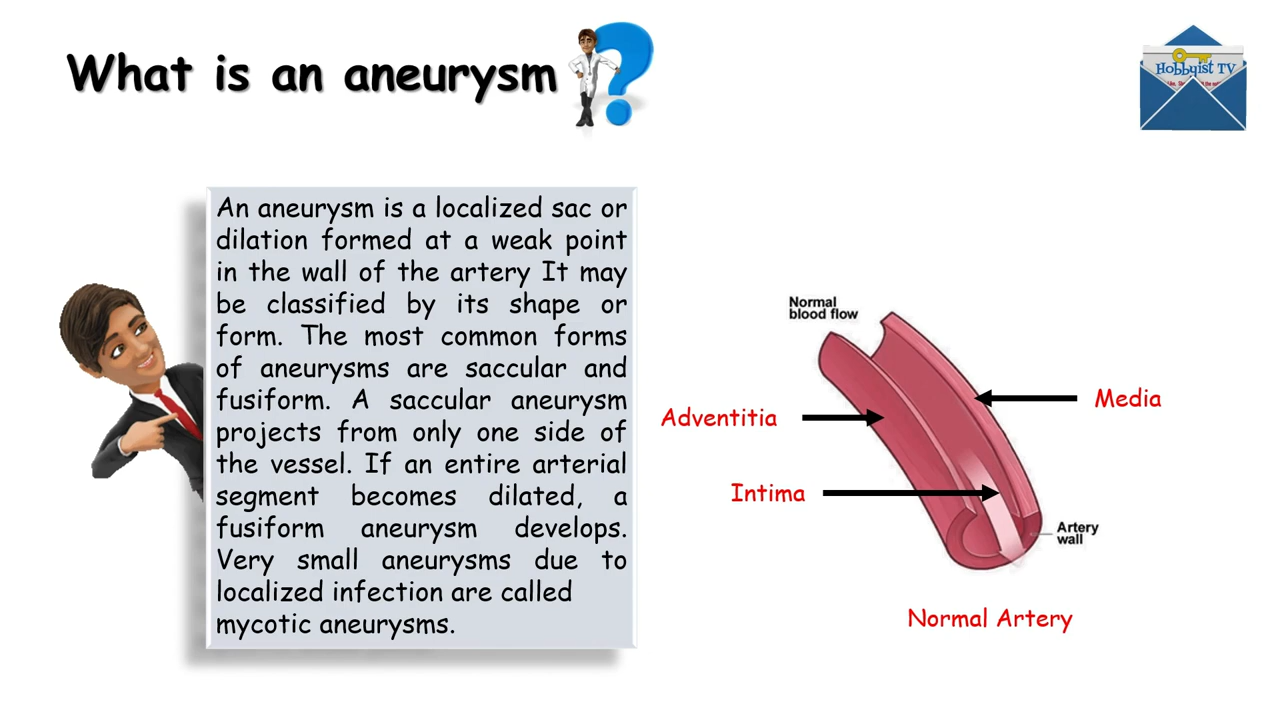 What is an aneurysm
Hobbyist TV
An aneurysm is a localized sac or
dilation formed at a weak point
in the wall of the artery It may
be classified by its shape or
form. The most common forms
of aneurysms are saccular and
fusiform. A saccular aneurysm
projects from only one side of
the vessel. If an entire arterial
segment becomes dilated, a
fusiform aneurysm develops.
Very small aneurysms due to
localized infection are called
mycotic aneurysms.
Normal
blood flow
Media
Adventitia
Intima
Artery
wall
Normal Artery